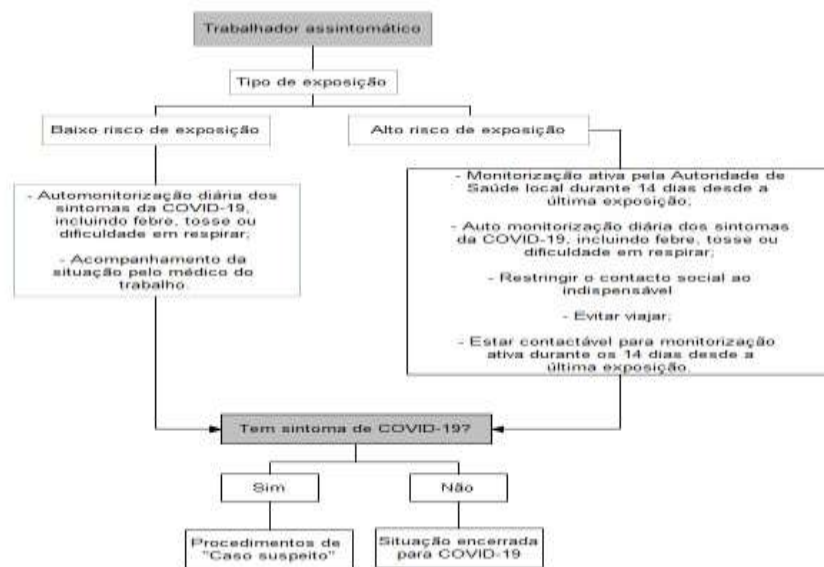 Trabalhador assintomático
Tipo de exposição
Baixo risco de exposição
Alto risco de exposição
- Automonitorização diária dos
sintomas da COVID-19,
incluindo febre, tosse ou
dificuldade em respirar;
- Acompanhamento da
situação pelo médico do
trabalho
- Monitorização ativa pela Autoridade de
Saúde local durante 14 dias desde a
última exposição;
- Auto monitorização diária dos sintomas
da COVID-19, incluindo febre, tosse ou
dificuldade em respirar;
- Restringir o contacto social ao
indispensável
- Evitar viajar;
- Estar contactável para monitorização
ativa durante os 14 dias desde a
última exposição.
Tem sintoma de COVID-19?
Sim
Não
Procedimentos de
"Caso suspeito"
Situação encerrada
para COVID-19